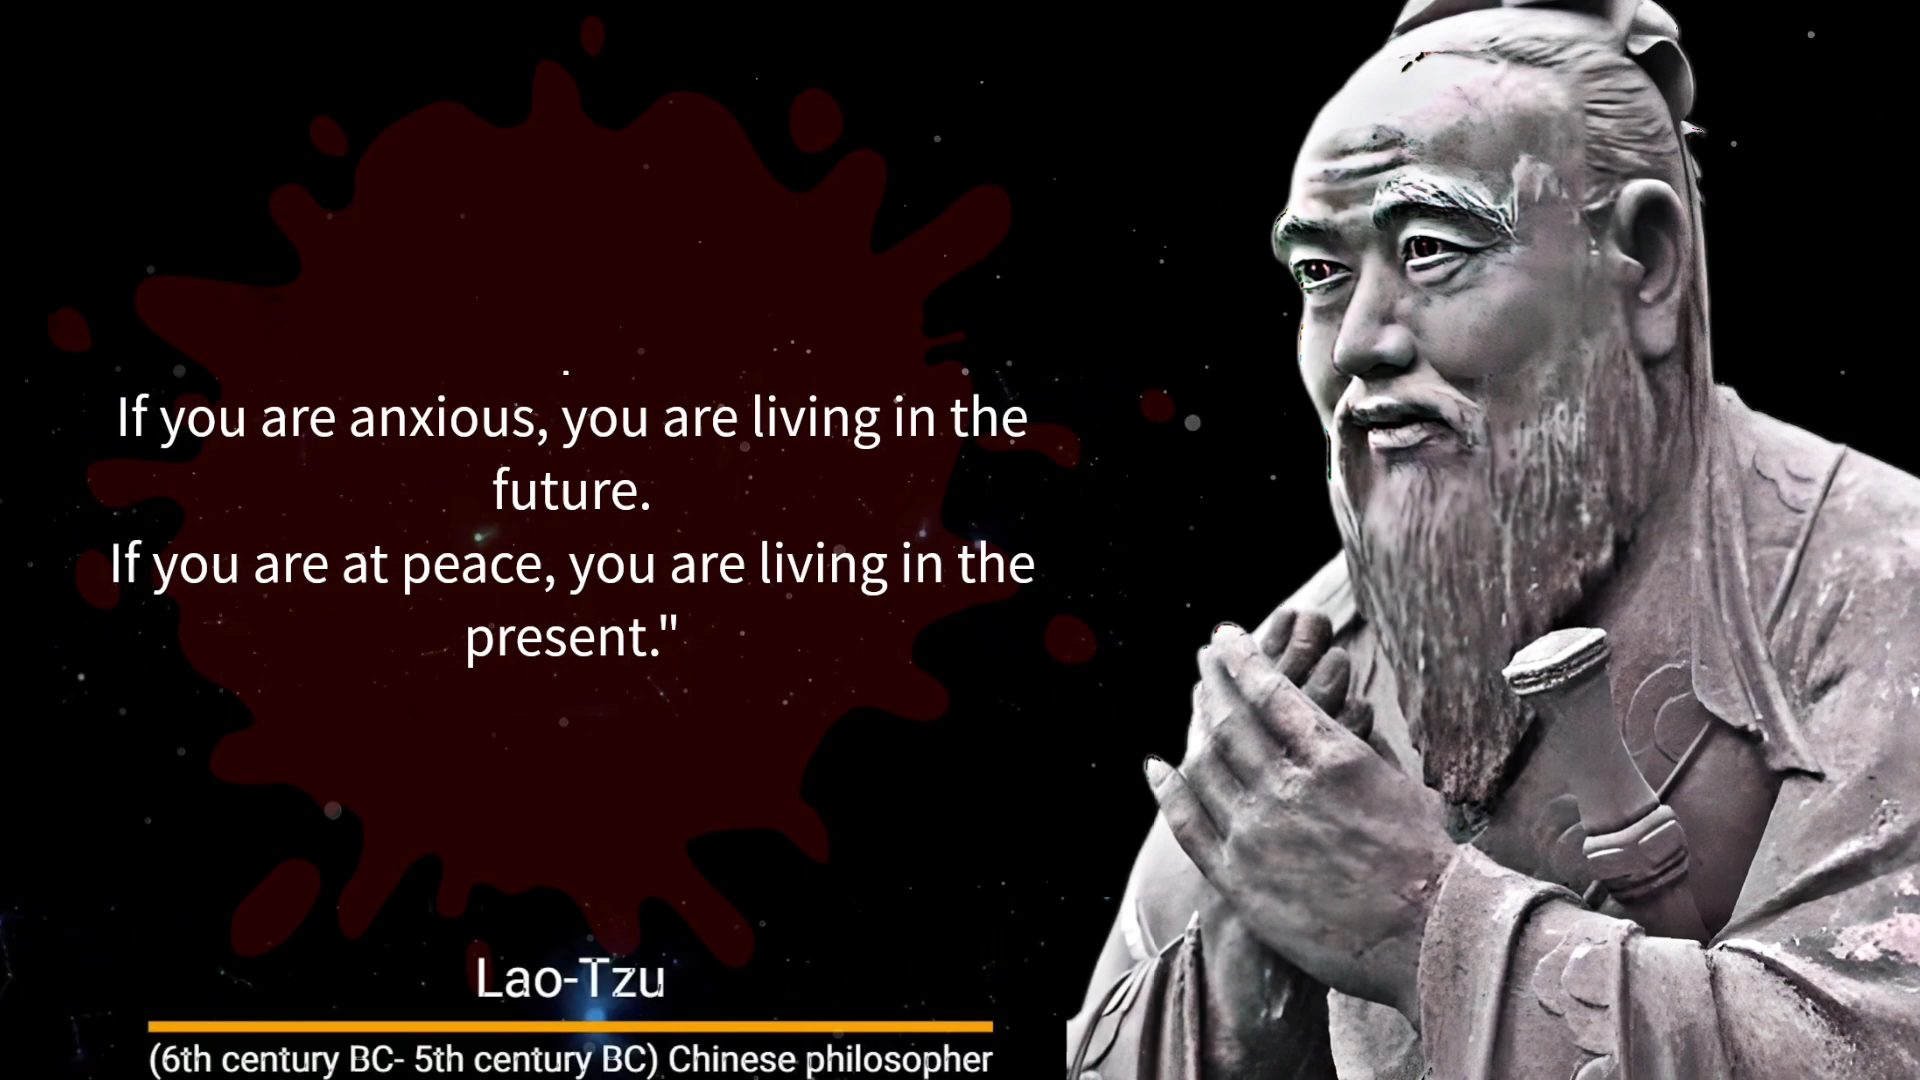 .
If you are anxious, you are living in the
future.
If you are at peace, you are living in the
present."
Lao-Tzu
(6th century BC- 5th century BC) Chinese philosopher